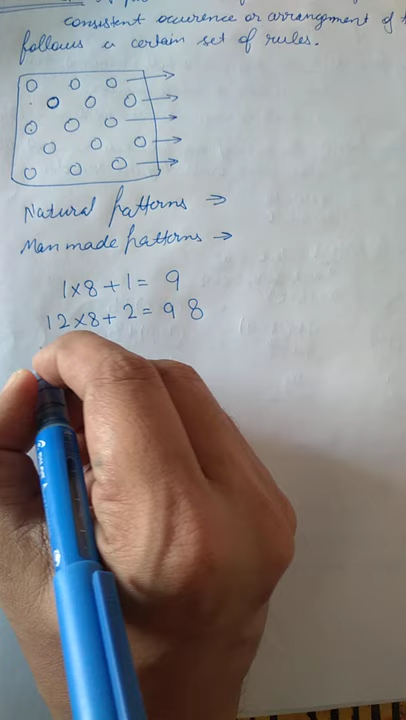 consistent occurence or arrangement of
follows a certain set of rules.
Natural patterns →
Man made patterns →
1×8+1= 9
12×8+2= 98